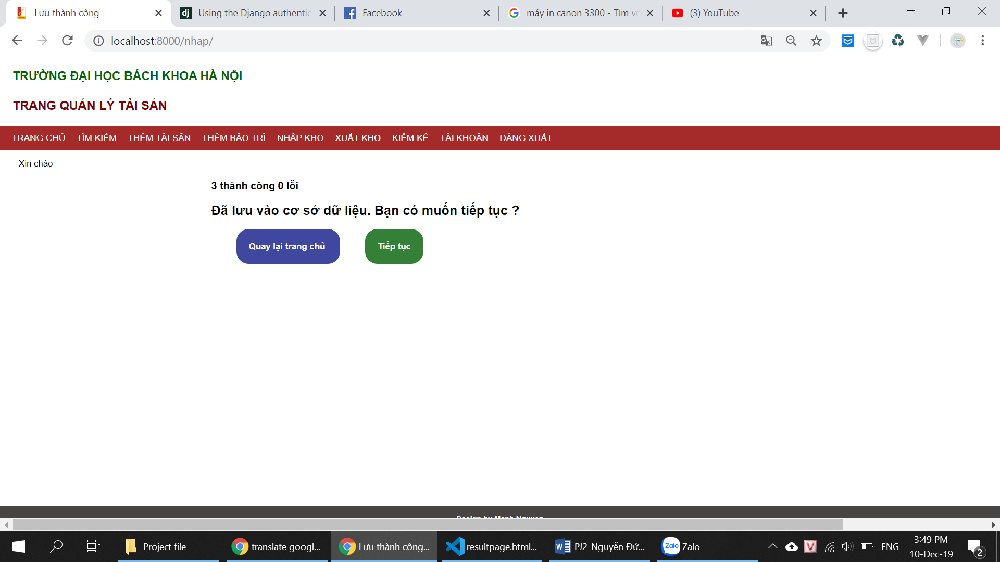 Lưu thành công
Using the Django authentic
Facebook
máy in canon 3300 - Tìm vớ
(3) YouTube
localhost:8000/nhap/
TRƯỜNG ĐẠI HỌC BÁCH KHOA HÀ NỘI
TRANG QUẢN LÝ TÀI SẢN
TRANG CHỦ TÌM KIẾM THÊM TÀI SẢN THÊM BẢO TRÌ NHẬP KHO XUẤT KHO KIỂM KÊ TÀI KHOẢN ĐĂNG XUẤT
Xin chào
3 thành công 0 lỗi
Đã lưu vào cơ sở dữ liệu. Bạn có muốn tiếp tục ?
Quay lại trang chủ
Tiếp tục
Design by Manh Nguyen
Project file
translate googl...
Lưu thành công...
resultpage.html...
PJ2-Nguyễn Đứ...
Zalo
Zalo
ENG
3:49 PM
10-Dec-19
2